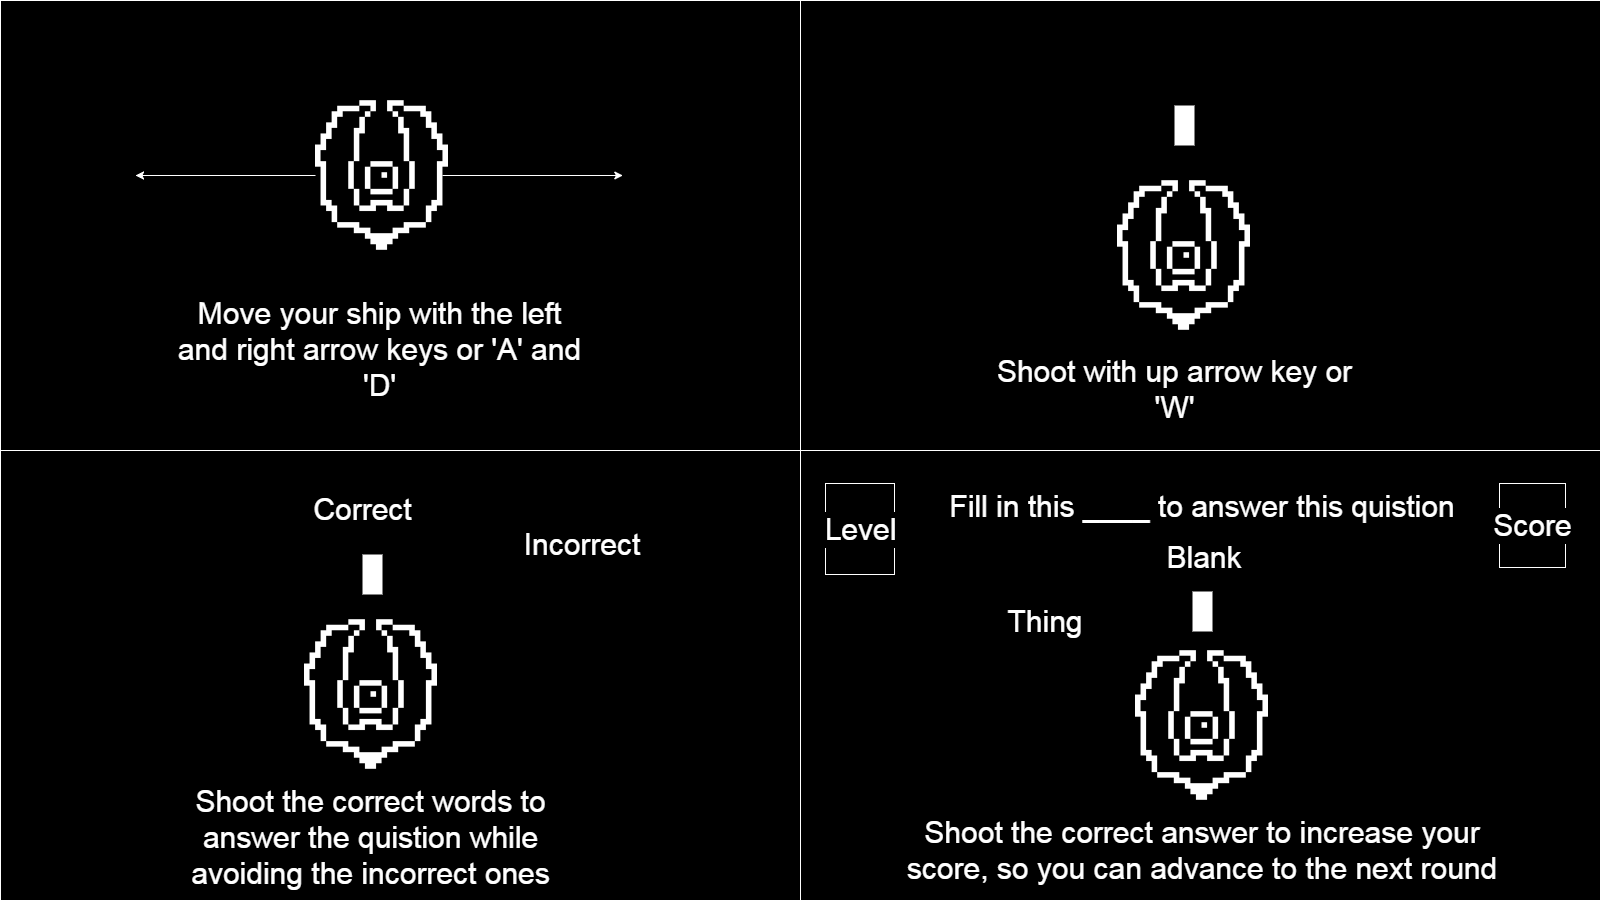 Move your ship with the left
and right arrow keys or 'A' and
'D'
Shoot with up arrow key or
'W'
Correct
Incorrect
Shoot the correct words to
answer the quistion while
avoiding the incorrect ones
Level
Fill in this ____ to answer this quistion
Score
Blank
Thing
Shoot the correct answer to increase your
score, so you can advance to the next round